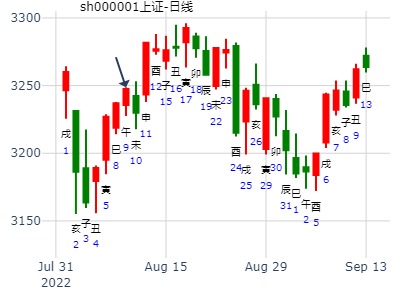 sh000001上证-日线
3300
3250
3200
3150
戌
1
亥
2
子
3
丑
4
寅
5
巳
8
午
9
未
10
申
11
酉
12
子
15
丑
16
寅
17
卯
18
辰
19
未
22
申
23
酉
24
戌
25
亥
26
寅
29
卯
30
辰
31
巳
1
午
2
酉
5
戌
6
亥
7
子
8
丑
9
巳
13
Jul 31
2022
Aug 15
Aug 29
Sep 13